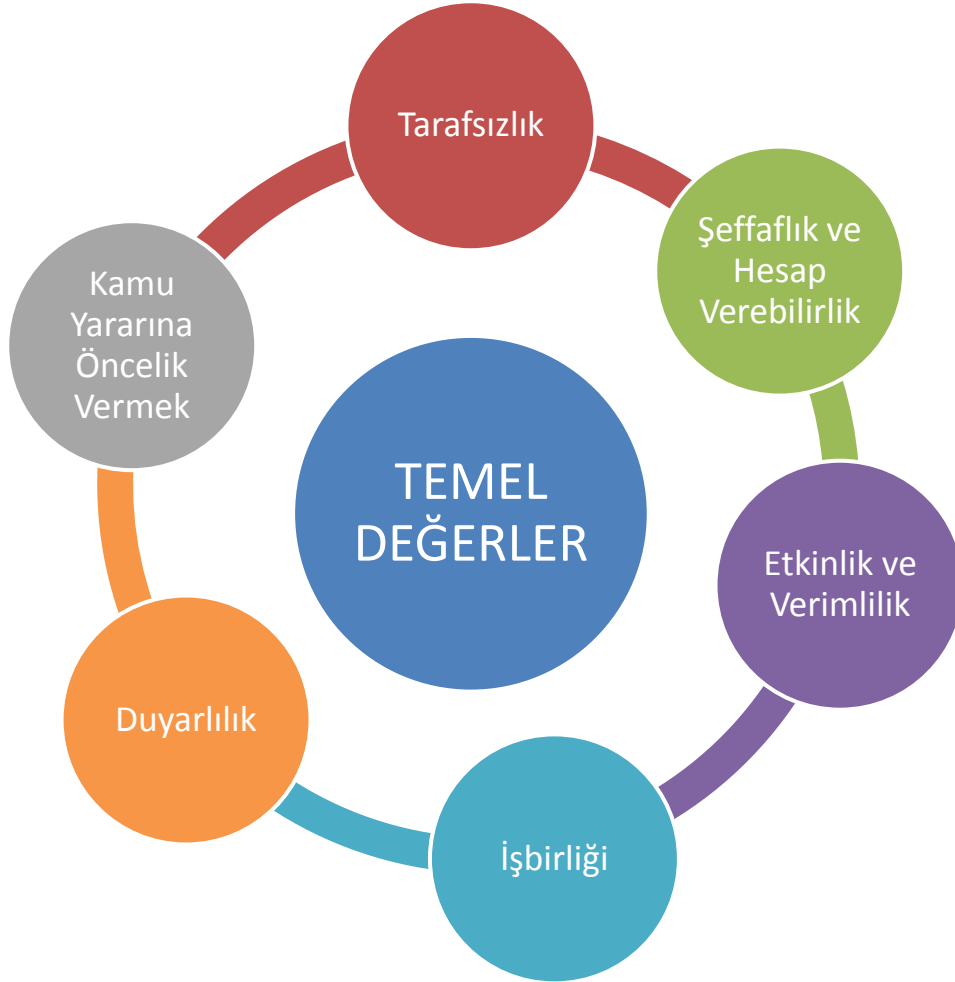 Tarafsızlık
Şeffaflık ve
Hesap
Verebilirlik
Etkinlik ve
Verimlilik
İşbirliği
Duyarlılık
Kamu
Yararına
Öncelik
Vermek
TEMEL
DEĞERLER